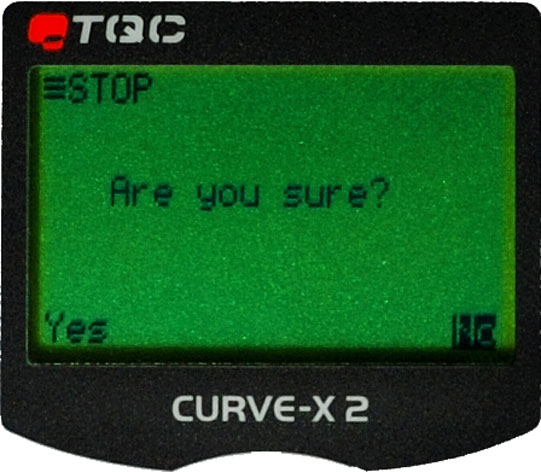 TQC
≡STOP
Are you sure?
Yes No
CURVE-X 2